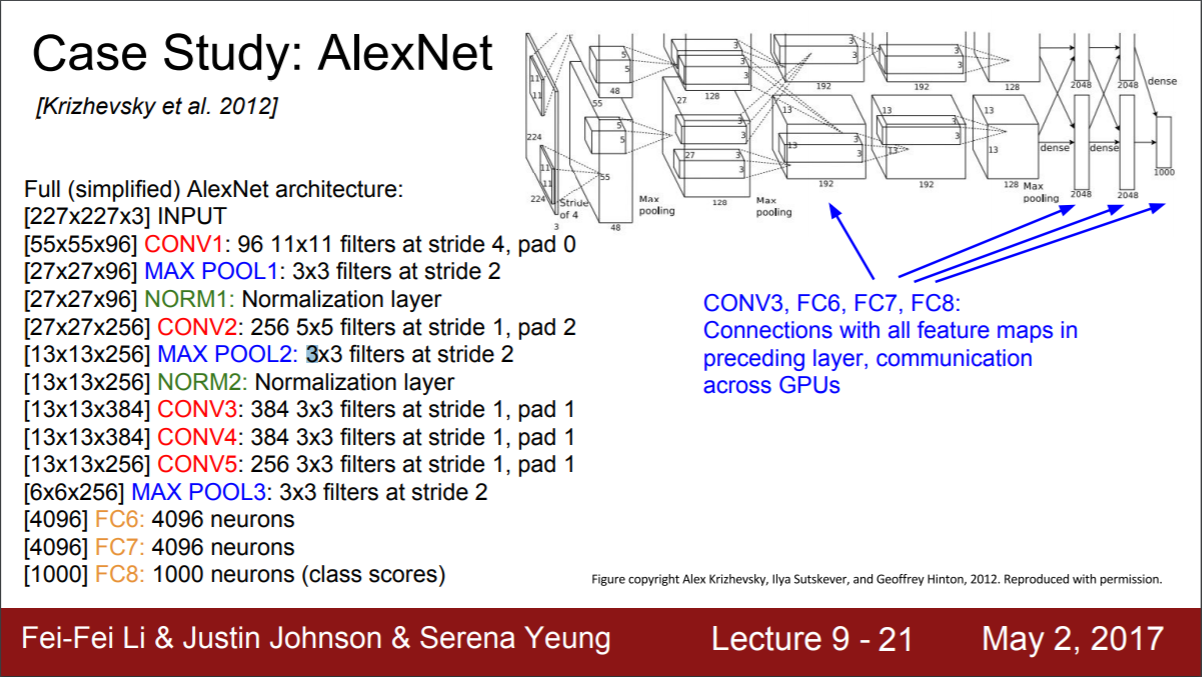 Case Study: AlexNet
[Krizhevsky et al. 2012]
Full (simplified) AlexNet architecture:
[227x227x3] INPUT
[55x55x96] CONV1: 96 11x11 filters at stride 4, pad 0
[27x27x96] MAX POOL1: 3x3 filters at stride 2
[27x27x96] NORM1: Normalization layer
[27x27x256] CONV2: 256 5x5 filters at stride 1, pad 2
[13x13x256] MAX POOL2: 3x3 filters at stride 2
[13x13x256] NORM2: Normalization layer
[13x13x384] CONV3: 384 3x3 filters at stride 1, pad 1
[13x13x384] CONV4: 384 3x3 filters at stride 1, pad 1
[13x13x256] CONV5: 256 3x3 filters at stride 1, pad 1
[6x6x256] MAX POOL3: 3x3 filters at stride 2
[4096] FC6: 4096 neurons
[4096] FC7: 4096 neurons
[1000] FC8: 1000 neurons (class scores)
11
11
224
5
5
48
3
3
128
3
3
192
3
3
192
128
2048
2048
dense
55
27
11
11
224
3
Stride
of 4
5
5
55
48
Max
pooling
3
3
27
3
3
128
Max
pooling
13
13
3
3
192
13
13
3
3
192
13
13
128
Max
pooling
dense
2048
dense
2048
1000
CONV3, FC6, FC7, FC8:
Connections with all feature maps in
preceding layer, communication
across GPUs
Figure copyright Alex Krizhevsky, Ilya Sutskever, and Geoffrey Hinton, 2012. Reproduced with permission.
Fei-Fei Li & Justin Johnson & Serena Yeung
Lecture 9 - 21
May 2, 2017